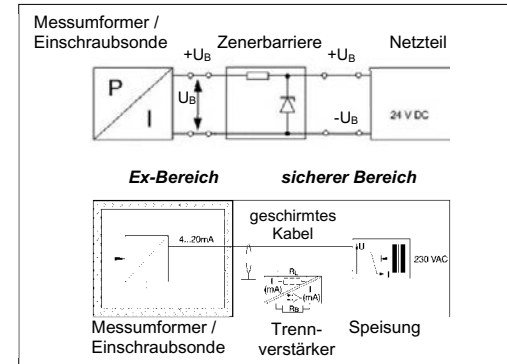 Messumformer /
Einschraubsonde
+UB
Zenerbarriere
+UB
Netzteil
P
I
UB
-UB
24 V DC
Ex-Bereich
sicherer Bereich
4...20mA
geschirmtes
Kabel
U
I
230 VAC
RL
I
(mA)
I
(mA)
RB
Messumformer /
Einschraubsonde
Trenn-
verstärker
Speisung